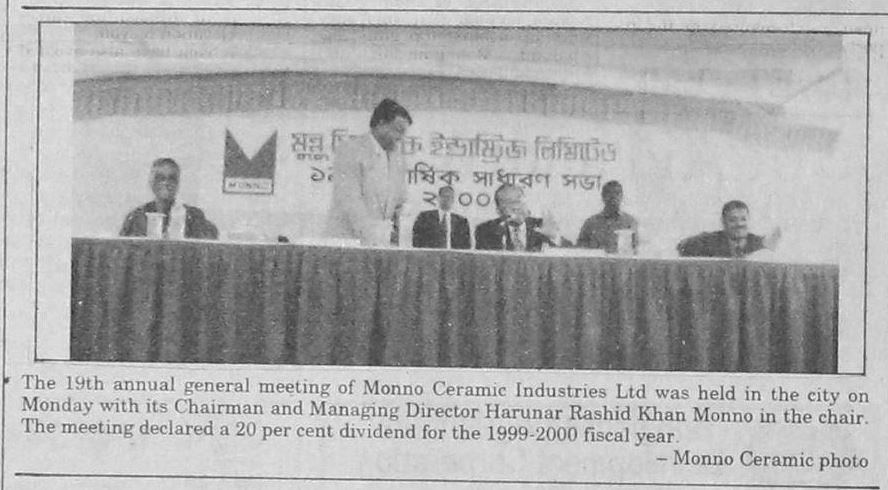 মুন্নু সি ক ইন্ডাস্ট্রিজ লিমিটেড
MONNO
র্ষিক সাধারণ সভা
The 19th annual general meeting of Monno Ceramic Industries Ltd was held in the city on
Monday with its Chairman and Managing Director Harunar Rashid Khan Monno in the chair.
The meeting declared a 20 per cent dividend for the 1999-2000 fiscal year.
– Monno Ceramic photo